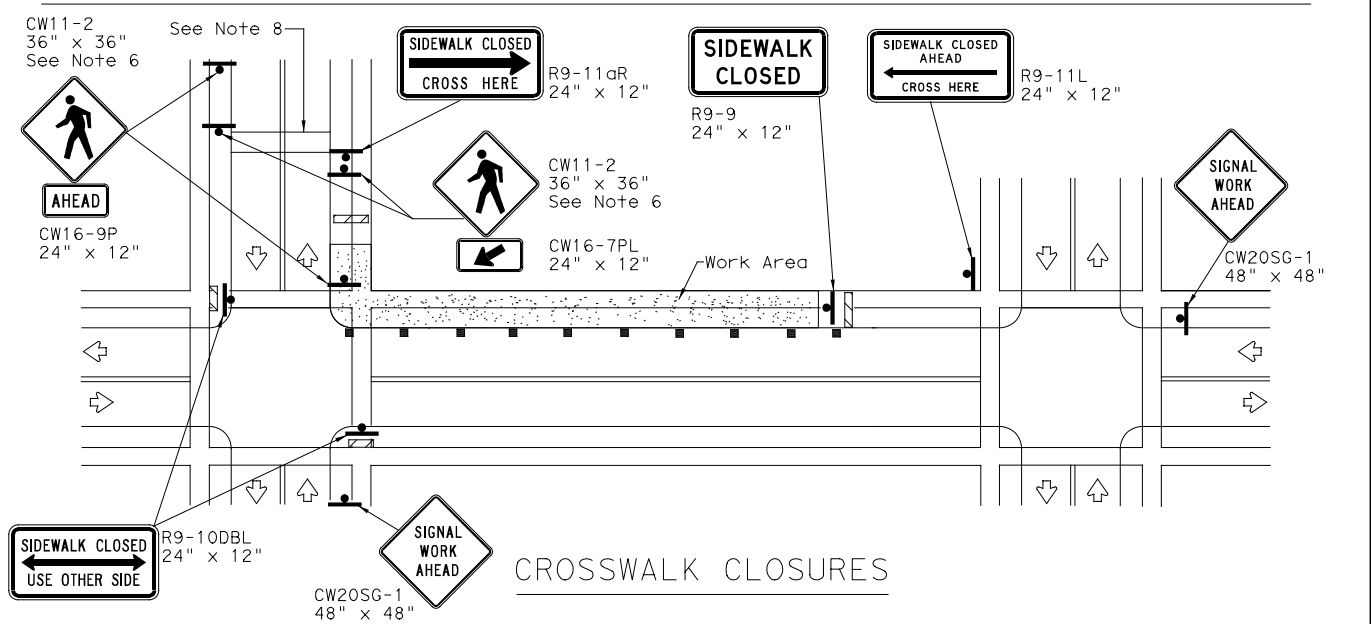 CW11-2
36" x 36"
See Note 6
See Note 8
SIDEWALK CLOSED
CROSS HERE
R9-11aR
24" x 12"
SIDEWALK
CLOSED
R9-9
24" x 12"
SIDEWALK CLOSED
AHEAD
CROSS HERE
R9-11L
24" x 12"
AHEAD
CW16-9P
24" x 12"
CW11-2
36" x 36"
See Note 6
CW16-7PL
24" x 12"
SIGNAL
WORK
AHEAD
CW20SG-1
48" x 48"
Work Area
SIDEWALK CLOSED
USE OTHER SIDE
R9-10DBL
24" x 12"
SIGNAL
WORK
AHEAD
CW20SG-1
48" x 48"
CROSSWALK CLOSURES